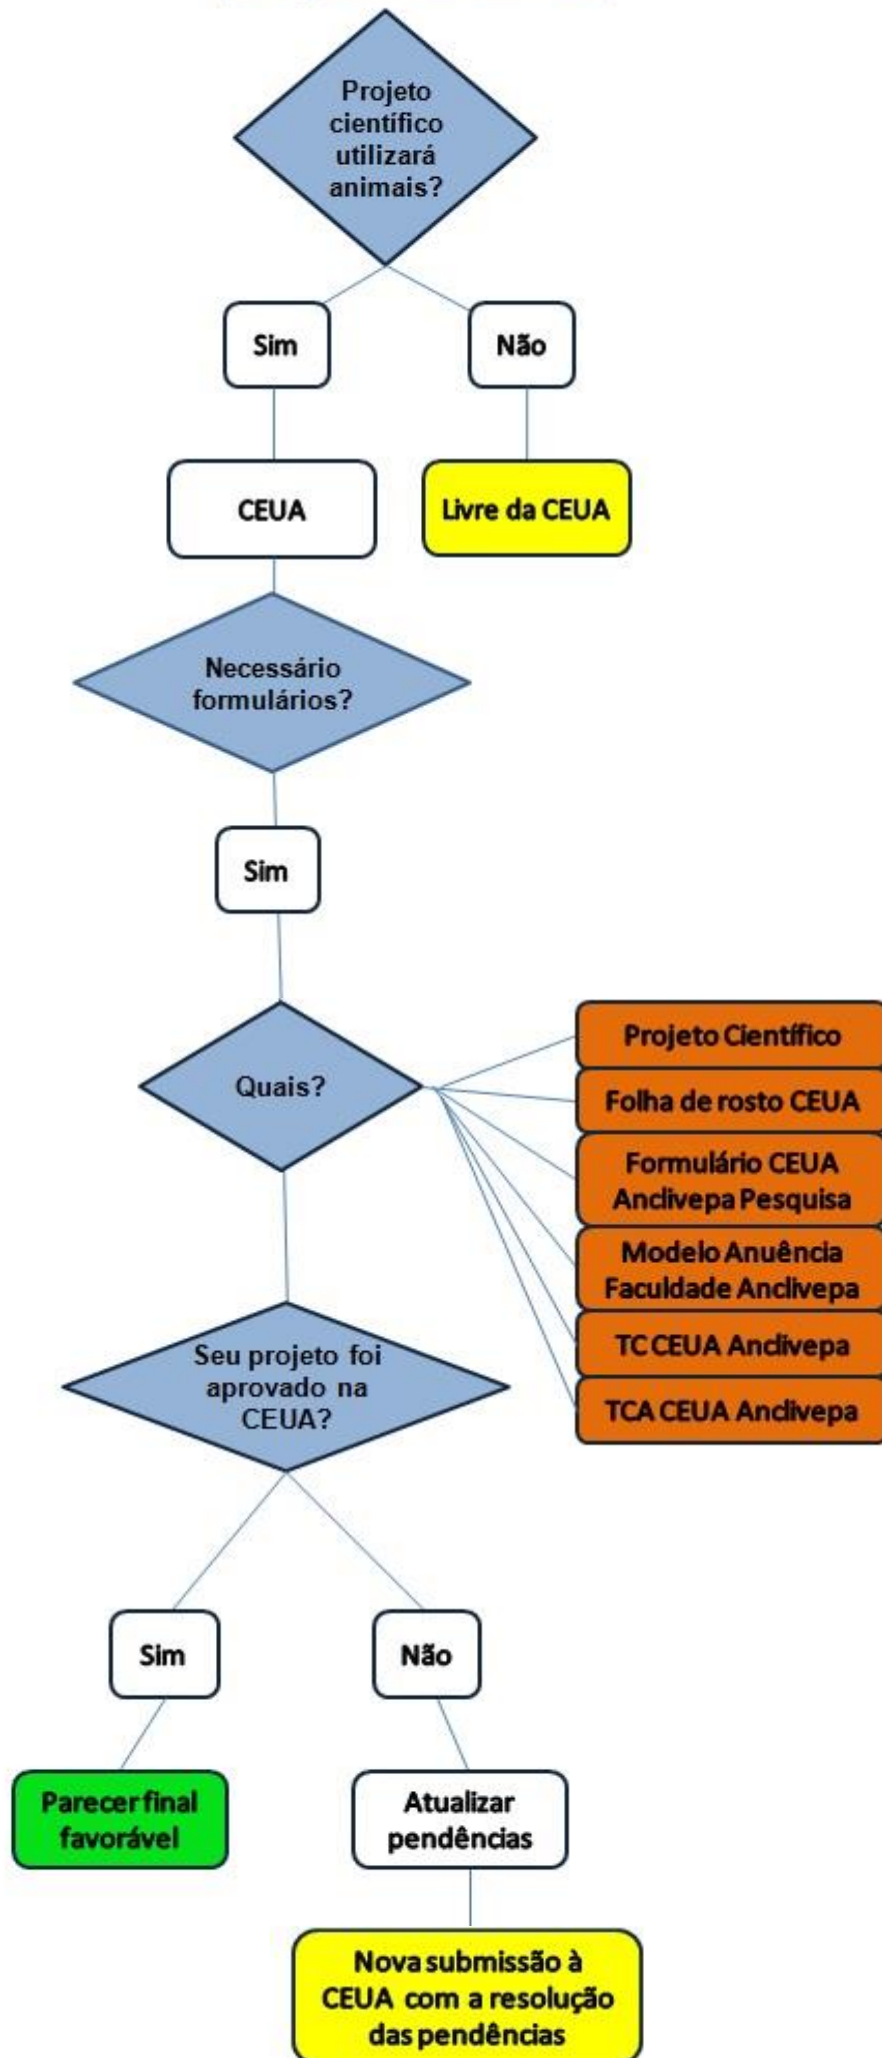 Projeto
científico
utilizará
animais?
Sim
Não
CEUA
Livre da CEUA
Necessário
formulários?
Sim
Quais?
Projeto Científico
Folha de rosto CEUA
Formulário CEUA
Anclivepa Pesquisa
Modelo Anuência
Faculdade Anclivepa
TC CEUA Anclivepa
TCA CEUA Anclivepa
Seu projeto foi
aprovado na
CEUA?
Sim
Não
Parecer final
favorável
Atualizar
pendências
Nova submissão à
CEUA com a resolução
das pendências